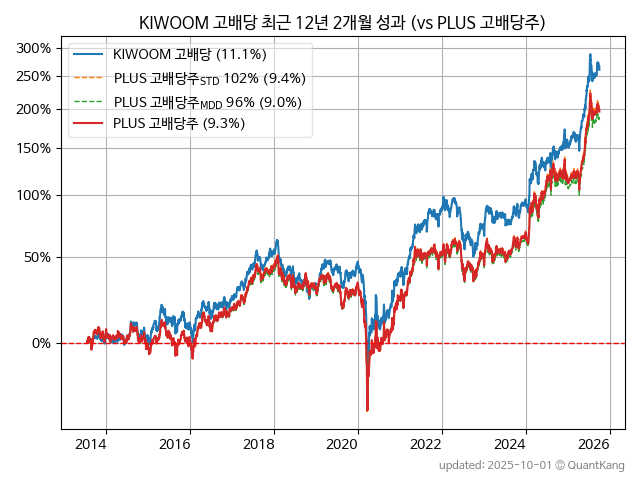 KIWOOM 고배당 최근 12년 2개월 성과 (vs PLUS 고배당주)
KIWOOM 고배당 (11.1%)
PLUS 고배당주STD 102% (9.4%)
PLUS 고배당주MDD 96% (9.0%)
PLUS 고배당주 (9.3%)
300%
250%
200%
150%
100%
50%
0%
2014 2016 2018 2020 2022 2024 2026
updated: 2025-10-01 © QuantKang